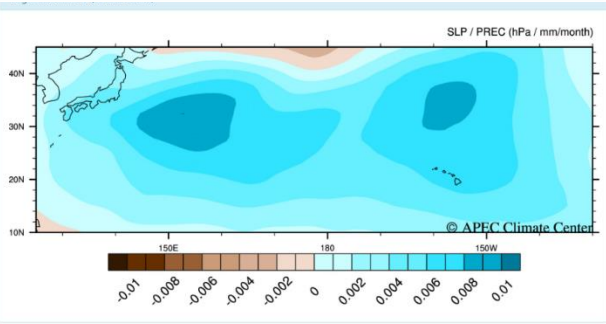 SLP / PREC (hPa / mm/month)
40N
30N
20N
10N
© APEC Climate Center
150E
180
150W
-0.01
-0.008
-0.006
-0.004
-0.002
0
0.002
0.004
0.006
0.008
0.01